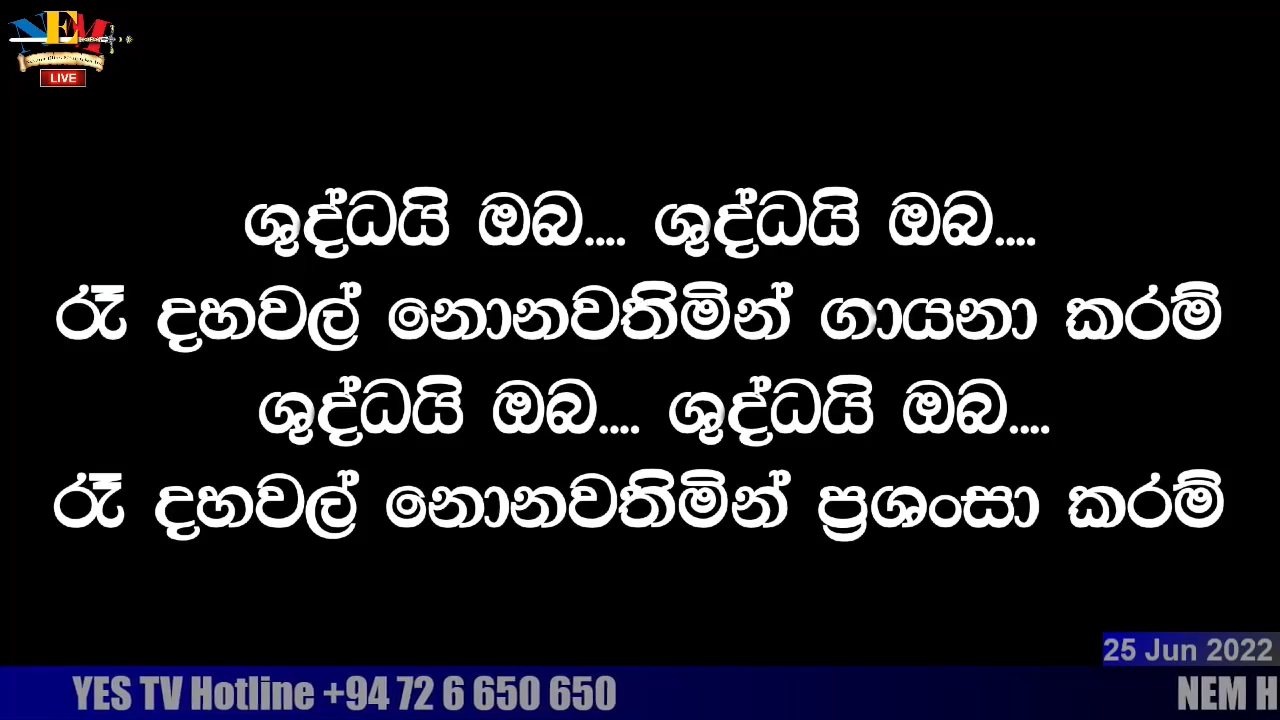 NEM
LIVE
ශුද්ධයි ඔබ.... ශුද්ධයි ඔබ....
රෑ දහවල් නොනවතිමින් ගායනා කරම්
ශුද්ධයි ඔබ.... ශුද්ධයි ඔබ....
රෑ දහවල් නොනවතිමින් ප්‍රශංසා කරම්
25 Jun 2022
YES TV Hotline +94 72 6 650 650
NEM H